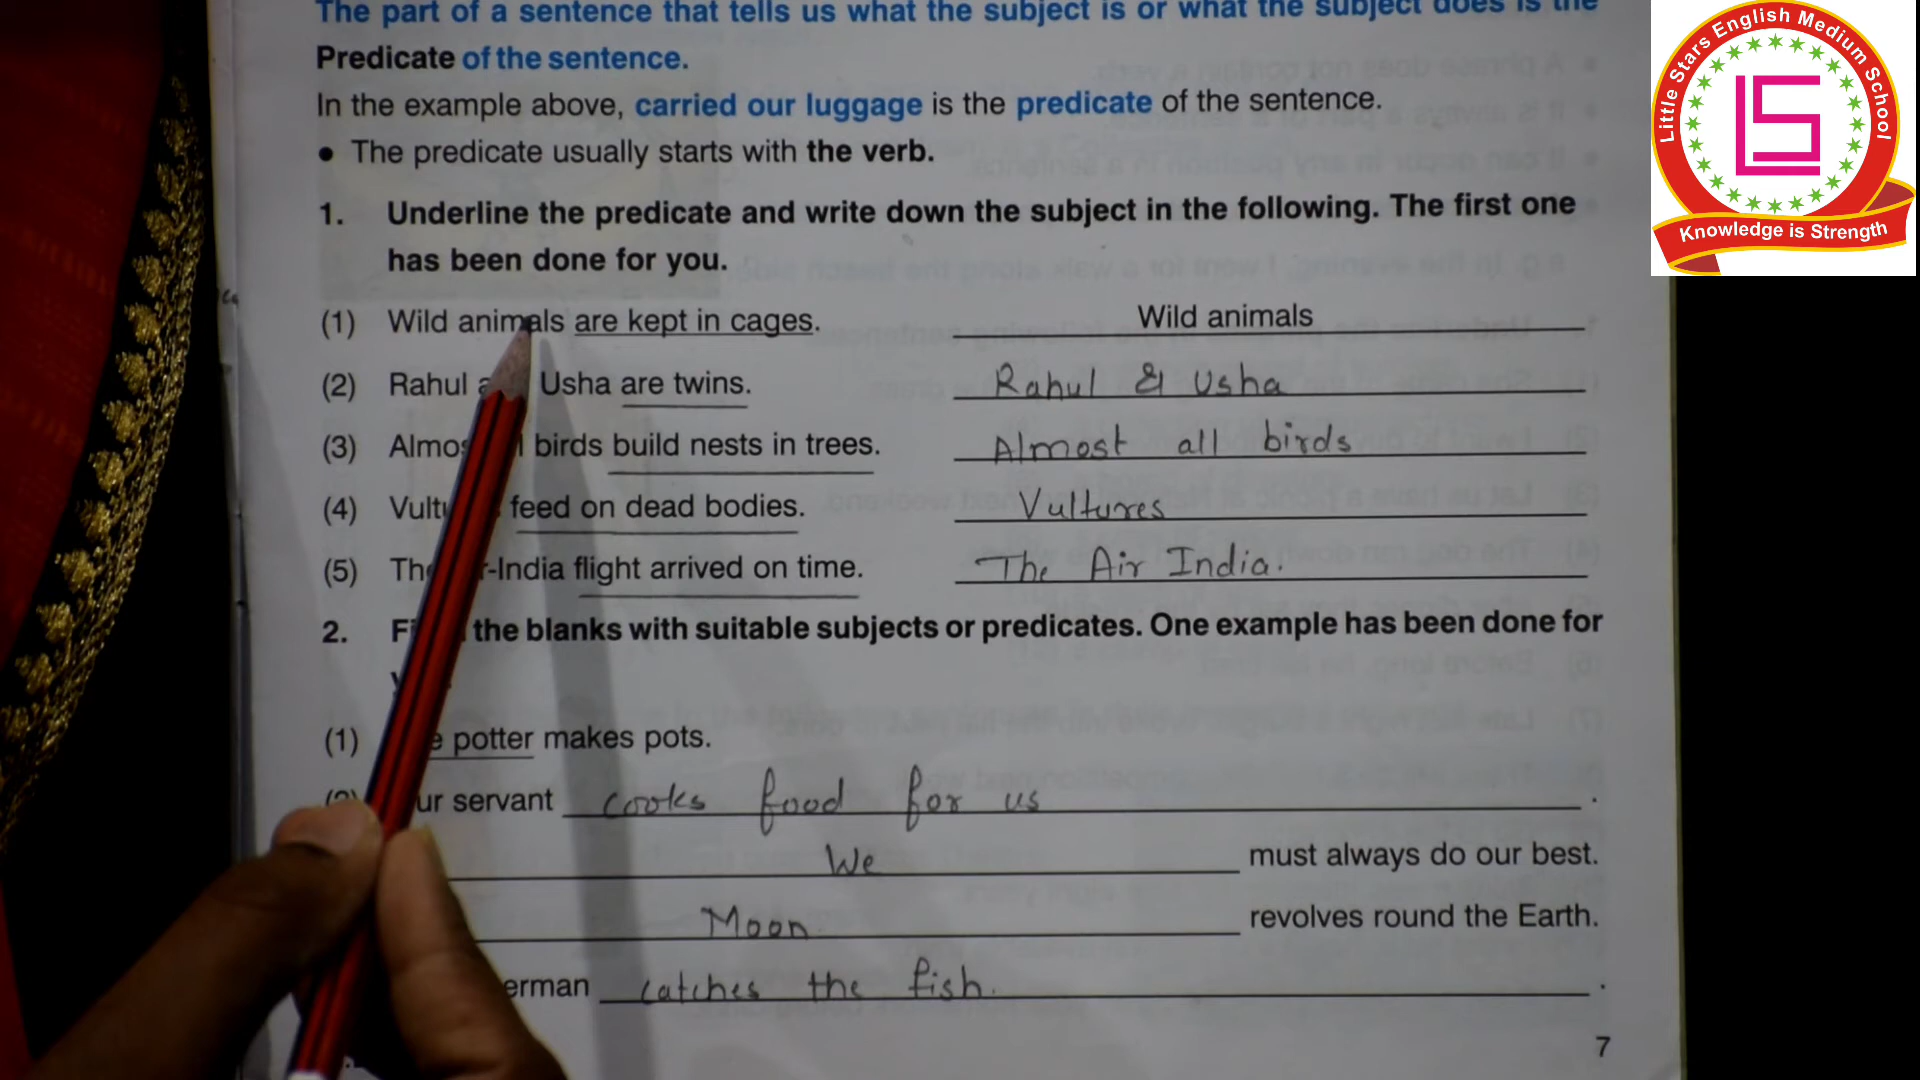 The part of a sentence that tells us what the subject is or what the subject does is the
Predicate of the sentence.
In the example above, carried our luggage is the predicate of the sentence.
• The predicate usually starts with the verb.
1. Underline the predicate and write down the subject in the following. The first one
has been done for you.
(1) Wild animals are kept in cages. Wild animals
(2) Rahul Usha are twins. Rahul & Usha
(3) birds build nests in trees. Almost all birds
(4) feed on dead bodies. Vultures
(5) -India flight arrived on time. The Air India.
2. the blanks with suitable subjects or predicates. One example has been done for
(1) potter makes pots.
servant cooks food for us .
We must always do our best.
Moon revolves round the Earth.
erman catches the fish. .
7
Little Stars English Medium School
LS
Knowledge is Strength